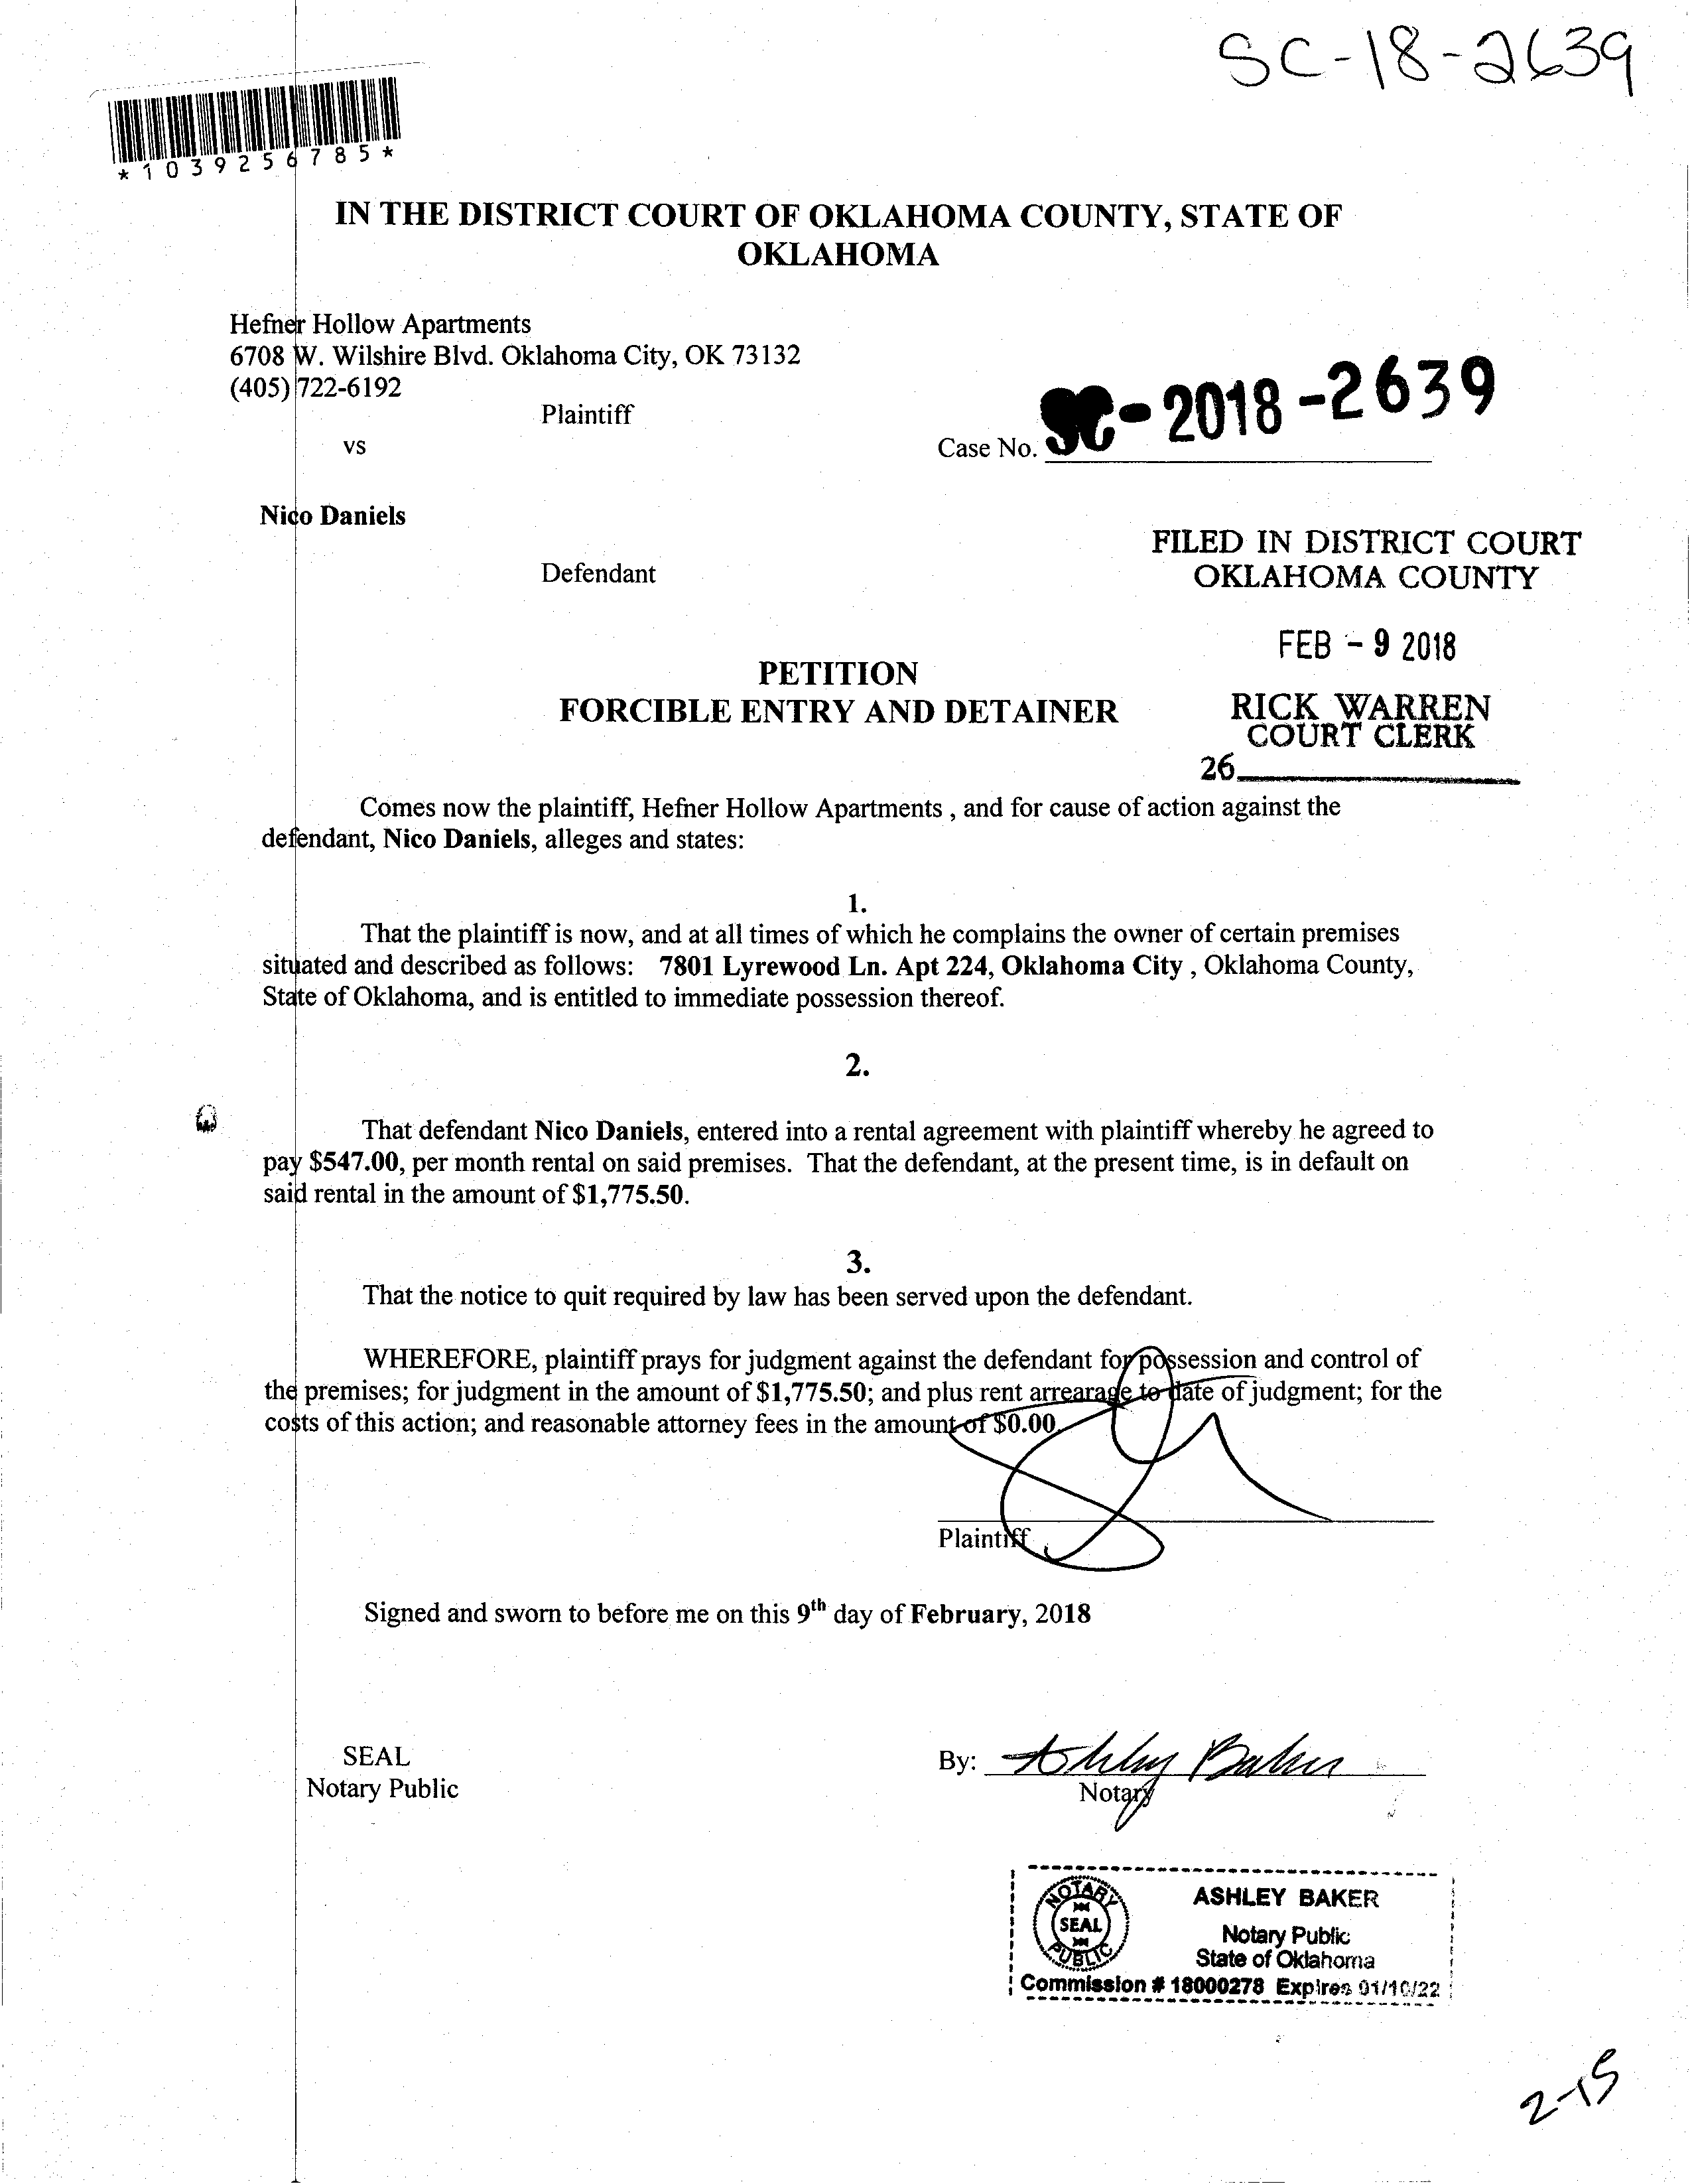 SC-18-2639
*1039256785*
IN THE DISTRICT COURT OF OKLAHOMA COUNTY, STATE OF
OKLAHOMA
Hefner Hollow Apartments
6708 W. Wilshire Blvd. Oklahoma City, OK 73132
(405) 722-6192
Plaintiff
vs
Case No. SC-2018-2639
Nico Daniels
Defendant
FILED IN DISTRICT COURT
OKLAHOMA COUNTY
FEB - 9 2018
RICK WARREN
COURT CLERK
26
PETITION
FORCIBLE ENTRY AND DETAINER
Comes now the plaintiff, Hefner Hollow Apartments , and for cause of action against the
defendant, Nico Daniels, alleges and states:
1.
That the plaintiff is now, and at all times of which he complains the owner of certain premises
situated and described as follows: 7801 Lyrewood Ln. Apt 224, Oklahoma City , Oklahoma County,
State of Oklahoma, and is entitled to immediate possession thereof.
2.
That defendant Nico Daniels, entered into a rental agreement with plaintiff whereby he agreed to
pay $547.00, per month rental on said premises. That the defendant, at the present time, is in default on
said rental in the amount of $1,775.50.
3.
That the notice to quit required by law has been served upon the defendant.
WHEREFORE, plaintiff prays for judgment against the defendant for possession and control of
the premises; for judgment in the amount of $1,775.50; and plus rent arrearage to date of judgment; for the
costs of this action; and reasonable attorney fees in the amount of $0.00.
Plaintiff
Signed and sworn to before me on this 9th day of February, 2018
SEAL
Notary Public
By: Ashley Baker
Notary
NOTARY
SEAL
PUBLIC
ASHLEY BAKER
Notary Public
State of Oklahoma
Commission # 18000278 Expires 01/10/22
2-15